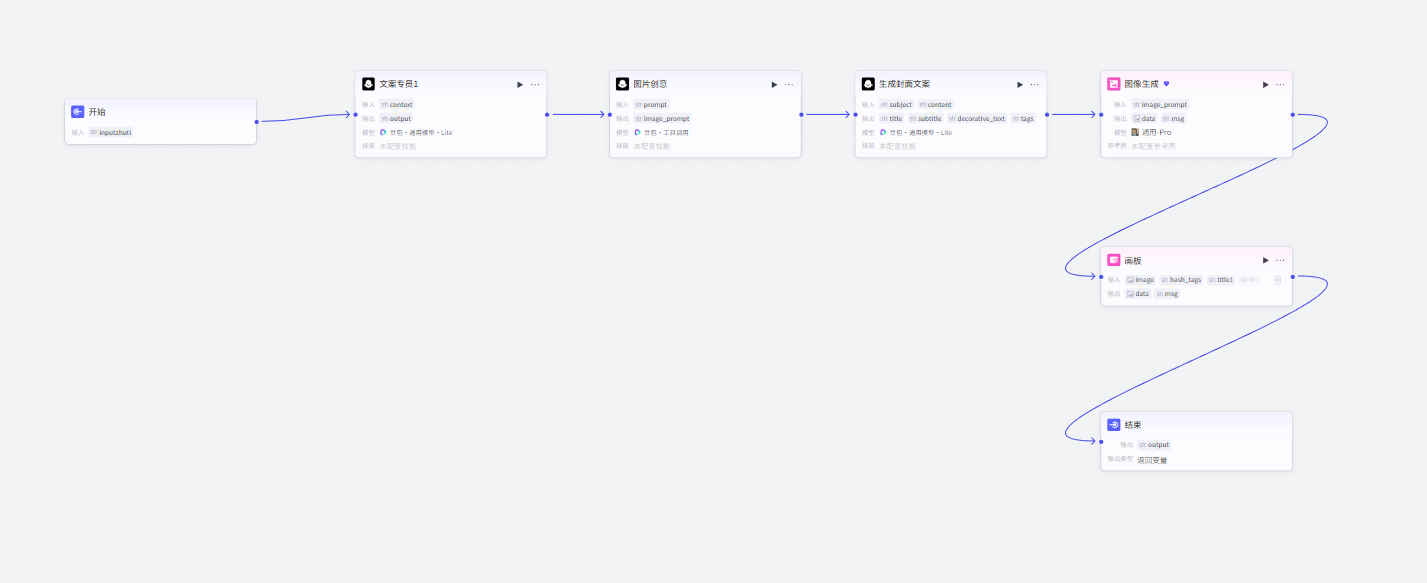 开始
输入 str. inputzhuti
文案专员1
输入 str. context
输出 str. output
模型 豆包·通用模型·Lite
技能 未配置技能
图片创意
输入 str. prompt
输出 str. image_prompt
模型 豆包·工具调用
技能 未配置技能
生成封面文案
输入 str. subject str. content
输出 str. title str. subtitle str. decorative_text str. tags
模型 豆包·通用模型·Lite
技能 未配置技能
图像生成
输入 str. image_prompt
输出 data str. msg
模型 通用-Pro
参考图 未配置参考图
画板
输入 image str. hash_tags str. title1 str. title
输出 data str. msg
结束
输出 str. output
输出类型 返回变量